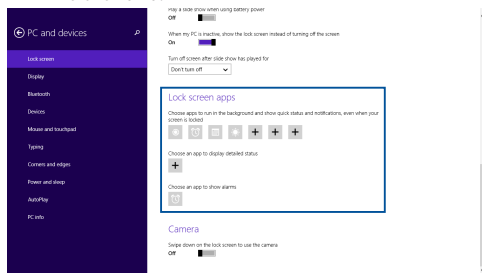 PC and devices
Lock screen
Display
Bluetooth
Devices
Mouse and touchpad
Typing
Corners and edges
Power and sleep
AutoPlay
PC info
Play a slide show when using battery power
Off
When my PC is inactive, show the lock screen instead of turning off the screen
On
Turn off screen after slide show has played for
Don't turn off
Lock screen apps
Choose apps to run in the background and show quick status and notifications, even when your
screen is locked
Choose an app to display detailed status
Choose an app to show alarms
Camera
Swipe down on the lock screen to use the camera
Off